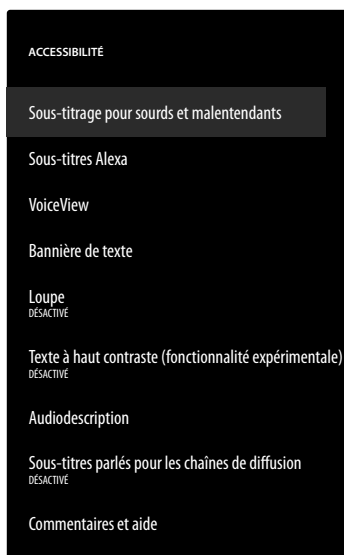 ACCESSIBILITÉ
Sous-titrage pour sourds et malentendants
Sous-titres Alexa
VoiceView
Bannière de texte
Loupe
DÉSACTIVÉ
Texte à haut contraste (fonctionnalité expérimentale)
DÉSACTIVÉ
Audiodescription
Sous-titres parlés pour les chaînes de diffusion
DÉSACTIVÉ
Commentaires et aide